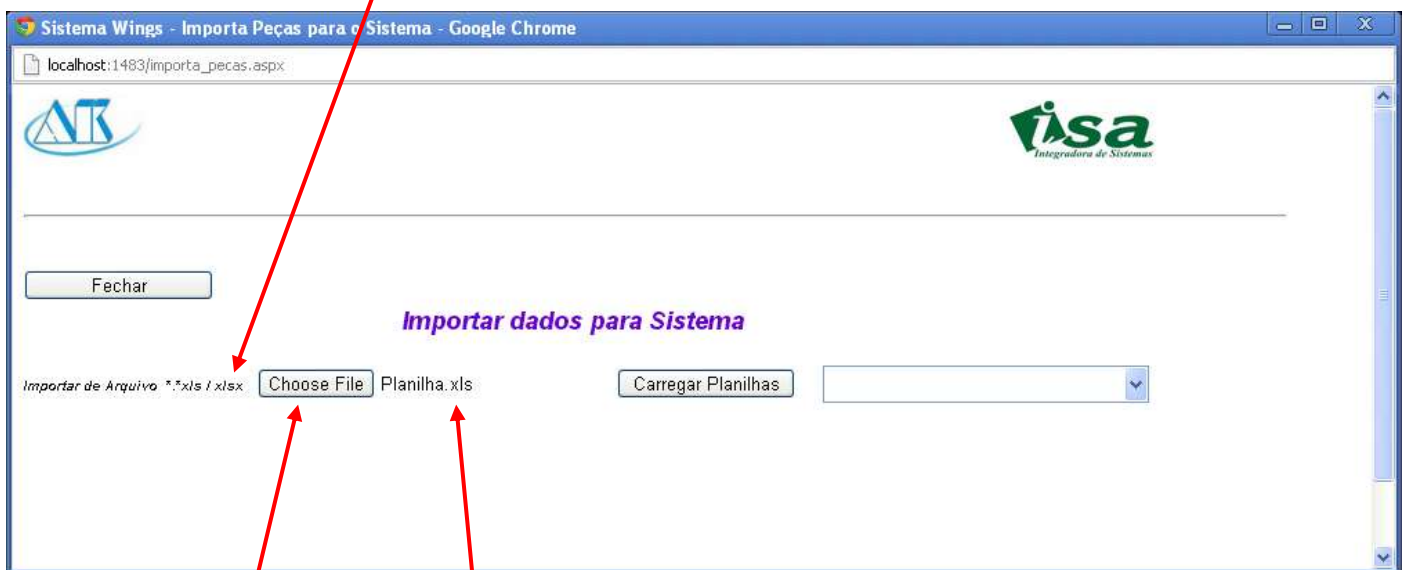 Sistema Wings - Importa Peças para o Sistema - Google Chrome
localhost:1483/importa_pecas.aspx
isa
Integradora de Sistemas
Fechar
Importar dados para Sistema
Importar de Arquivo *.*xls / xlsx Choose File Planilha.xls Carregar Planilhas